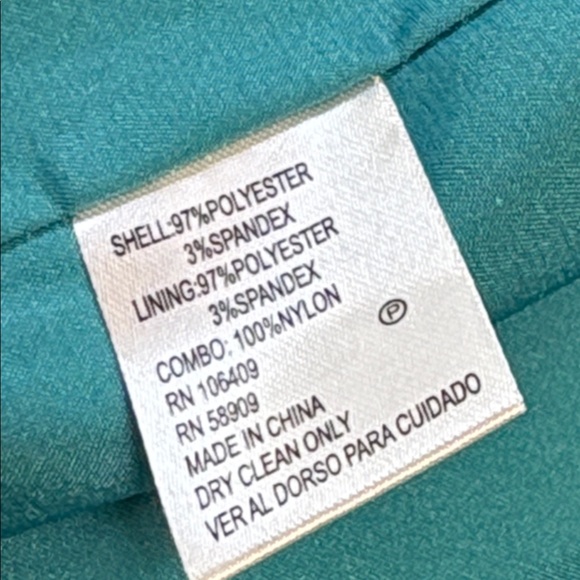 SHELL:97%POLYESTER
3%SPANDEX
LINING:97%POLYESTER
3%SPANDEX
COMBO: 100%NYLON
RN 106409
RN 58909
MADE IN CHINA
DRY CLEAN ONLY
VER AL DORSO PARA CUIDADO
P